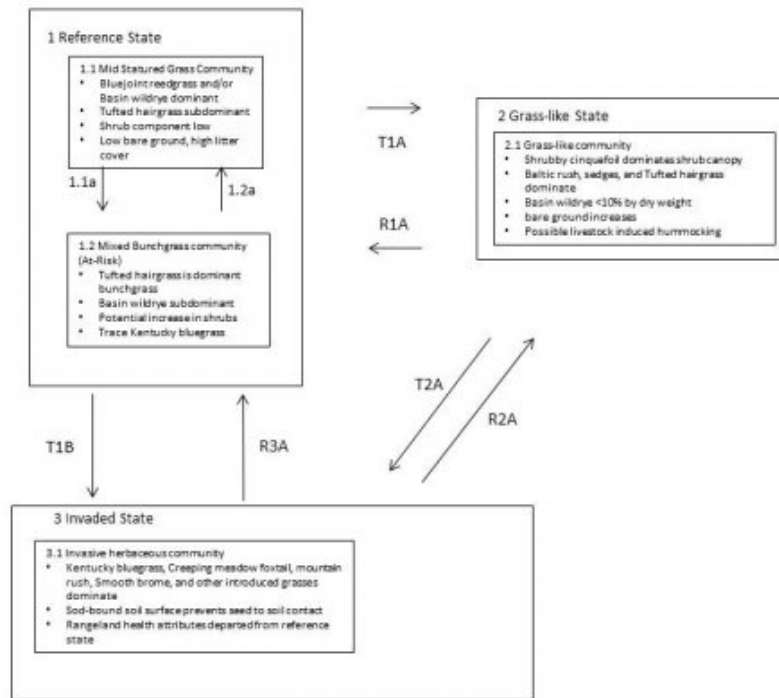 1 Reference State
1.1 Mid Statured Grass Community
• Bluejoint reedgrass and/or
Basin wildrye dominant
• Tufted hairgrass subdominant
• Shrub component low
• Low bare ground, high litter
cover
1.1a
1.2a
1.2 Mixed Bunchgrass community
(At-Risk)
• Tufted hairgrass is dominant
bunchgrass
• Basin wildrye subdominant
• Potential increase in shrubs
• Trace Kentucky bluegrass
T1A
R1A
2 Grass-like State
2.1 Grass-like community
• Shrubby cinquefoil dominates shrub canopy
• Baltic rush, sedges, and Tufted hairgrass
dominate
• Basin wildrye <10% by dry weight
• bare ground increases
• Possible livestock induced hummocking
T2A
R2A
T1B
R3A
3 Invaded State
3.1 Invasive herbaceous community
• Kentucky bluegrass, Creeping meadow foxtail, mountain
rush, Smooth brome, and other introduced grasses
dominate
• Sod-bound soil surface prevents seed to soil contact
• Rangeland health attributes departed from reference
state